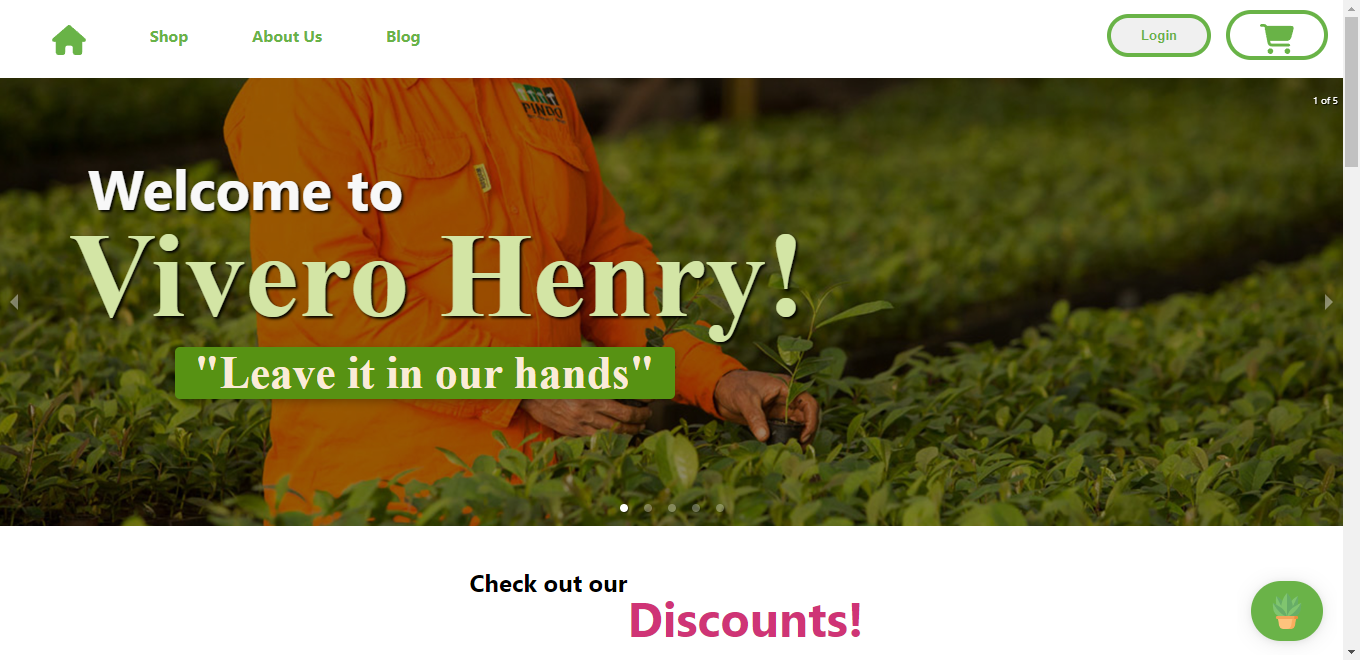 Shop
About Us
Blog
Login
1 of 5
PINDO
Welcome to
Vivero Henry!
"Leave it in our hands"
Check out our
Discounts!